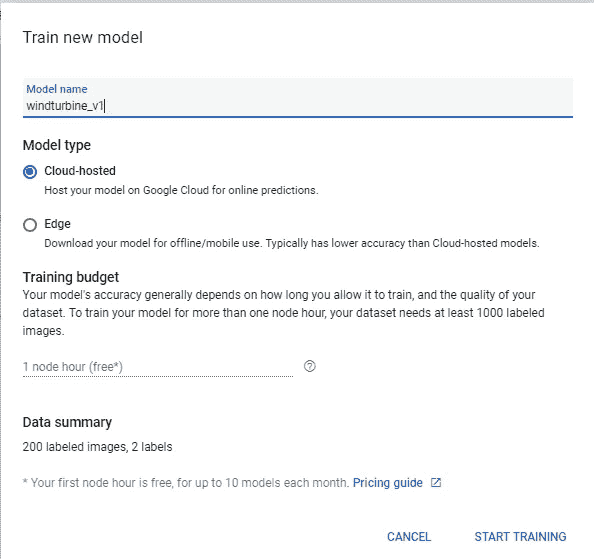 Train new model
Model name
windturbine_v1
Model type
Cloud-hosted
Host your model on Google Cloud for online predictions.
Edge
Download your model for offline/mobile use. Typically has lower accuracy than Cloud-hosted models.
Training budget
Your model's accuracy generally depends on how long you allow it to train, and the quality of your
dataset. To train your model for more than one node hour, your dataset needs at least 1000 labeled
images.
1 node hour (free*)
Data summary
200 labeled images, 2 labels
* Your first node hour is free, for up to 10 models each month. Pricing guide
CANCEL START TRAINING